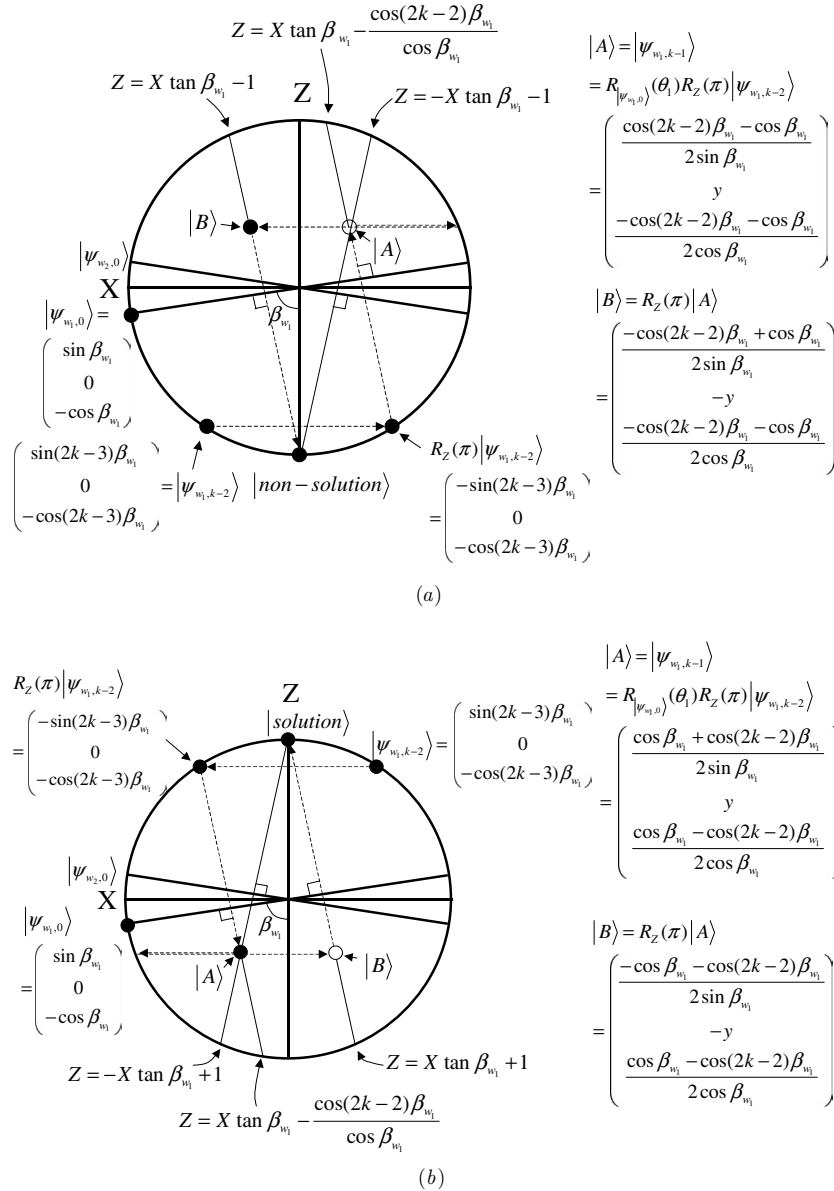 Z = X tan β_{w_1} − cos(2k−2)β_{w_1} / cos β_{w_1}
Z = X tan β_{w_1} −1
Z
Z = −X tan β_{w_1} −1
|B⟩
|A⟩
|ψ_{w_2,0}⟩
X
|ψ_{w_1,0}⟩ =
( sin β_{w_1}
0
−cos β_{w_1} )
β_{w_1}
( sin(2k−3)β_{w_1}
0
−cos(2k−3)β_{w_1} )
= |ψ_{w_1,k−2}⟩
|non−solution⟩
R_Z(π)|ψ_{w_1,k−2}⟩
= ( −sin(2k−3)β_{w_1}
0
−cos(2k−3)β_{w_1} )
|A⟩ = |ψ_{w_1,k−1}⟩
= R_{|ψ_{w_1,0}⟩}(θ_1)R_Z(π)|ψ_{w_1,k−2}⟩
= ( cos(2k−2)β_{w_1} − cos β_{w_1} / 2 sin β_{w_1}
y
−cos(2k−2)β_{w_1} − cos β_{w_1} / 2 cos β_{w_1} )
|B⟩ = R_Z(π)|A⟩
= ( −cos(2k−2)β_{w_1} + cos β_{w_1} / 2 sin β_{w_1}
−y
−cos(2k−2)β_{w_1} − cos β_{w_1} / 2 cos β_{w_1} )
(a)
R_Z(π)|ψ_{w_1,k−2}⟩
= ( −sin(2k−3)β_{w_1}
0
−cos(2k−3)β_{w_1} )
Z
|solution⟩
|ψ_{w_1,k−2}⟩ = ( sin(2k−3)β_{w_1}
0
−cos(2k−3)β_{w_1} )
|ψ_{w_2,0}⟩
X
|ψ_{w_1,0}⟩
= ( sin β_{w_1}
0
−cos β_{w_1} )
β_{w_1}
|A⟩
|B⟩
Z = −X tan β_{w_1} +1
Z = X tan β_{w_1} +1
Z = X tan β_{w_1} − cos(2k−2)β_{w_1} / cos β_{w_1}
|A⟩ = |ψ_{w_1,k−1}⟩
= R_{|ψ_{w_1,0}⟩}(θ_1)R_Z(π)|ψ_{w_1,k−2}⟩
= ( cos β_{w_1} + cos(2k−2)β_{w_1} / 2 sin β_{w_1}
y
cos β_{w_1} − cos(2k−2)β_{w_1} / 2 cos β_{w_1} )
|B⟩ = R_Z(π)|A⟩
= ( −cos β_{w_1} − cos(2k−2)β_{w_1} / 2 sin β_{w_1}
−y
cos β_{w_1} − cos(2k−2)β_{w_1} / 2 cos β_{w_1} )
(b)